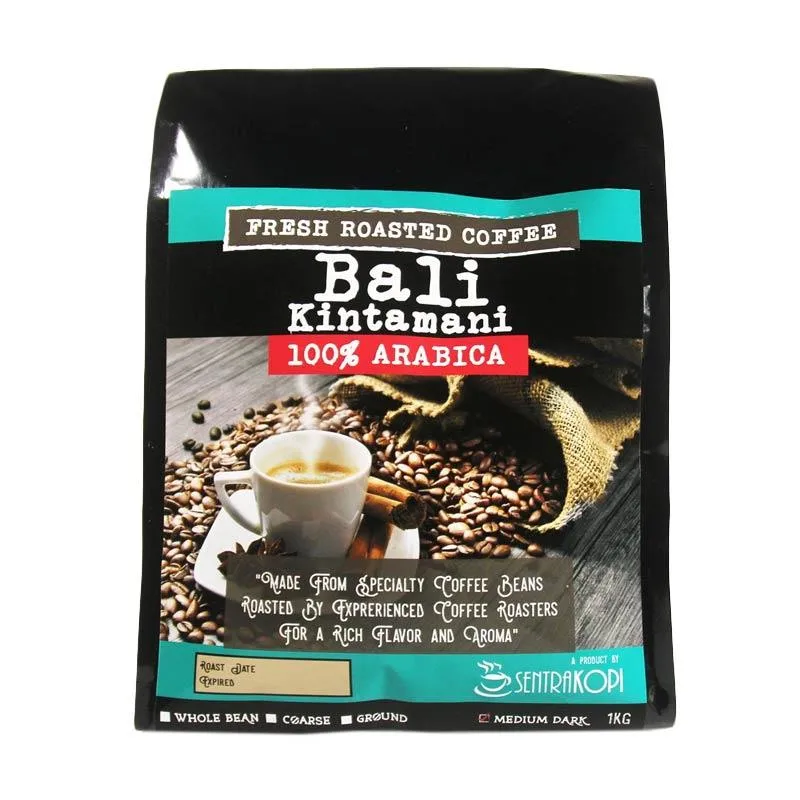 FRESH ROASTED COFFEE
Bali
Kintamani
100% ARABICA
"MADE FROM SPECIALTY COFFEE BEANS
ROASTED BY EXPRERIENCED COFFEE ROASTERS
FOR A RICH FLAVOR AND AROMA"
ROAST DATE
EXPIRED
A PRODUCT BY
SENTRAKOPI
WHOLE BEAN COARSE GROUND MEDIUM DARK 1KG